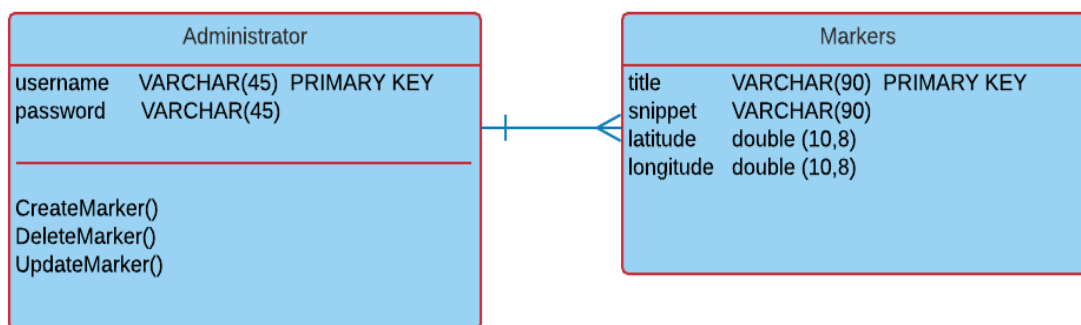 Administrator
username VARCHAR(45) PRIMARY KEY
password VARCHAR(45)
CreateMarker()
DeleteMarker()
UpdateMarker()
Markers
title VARCHAR(90) PRIMARY KEY
snippet VARCHAR(90)
latitude double (10,8)
longitude double (10,8)